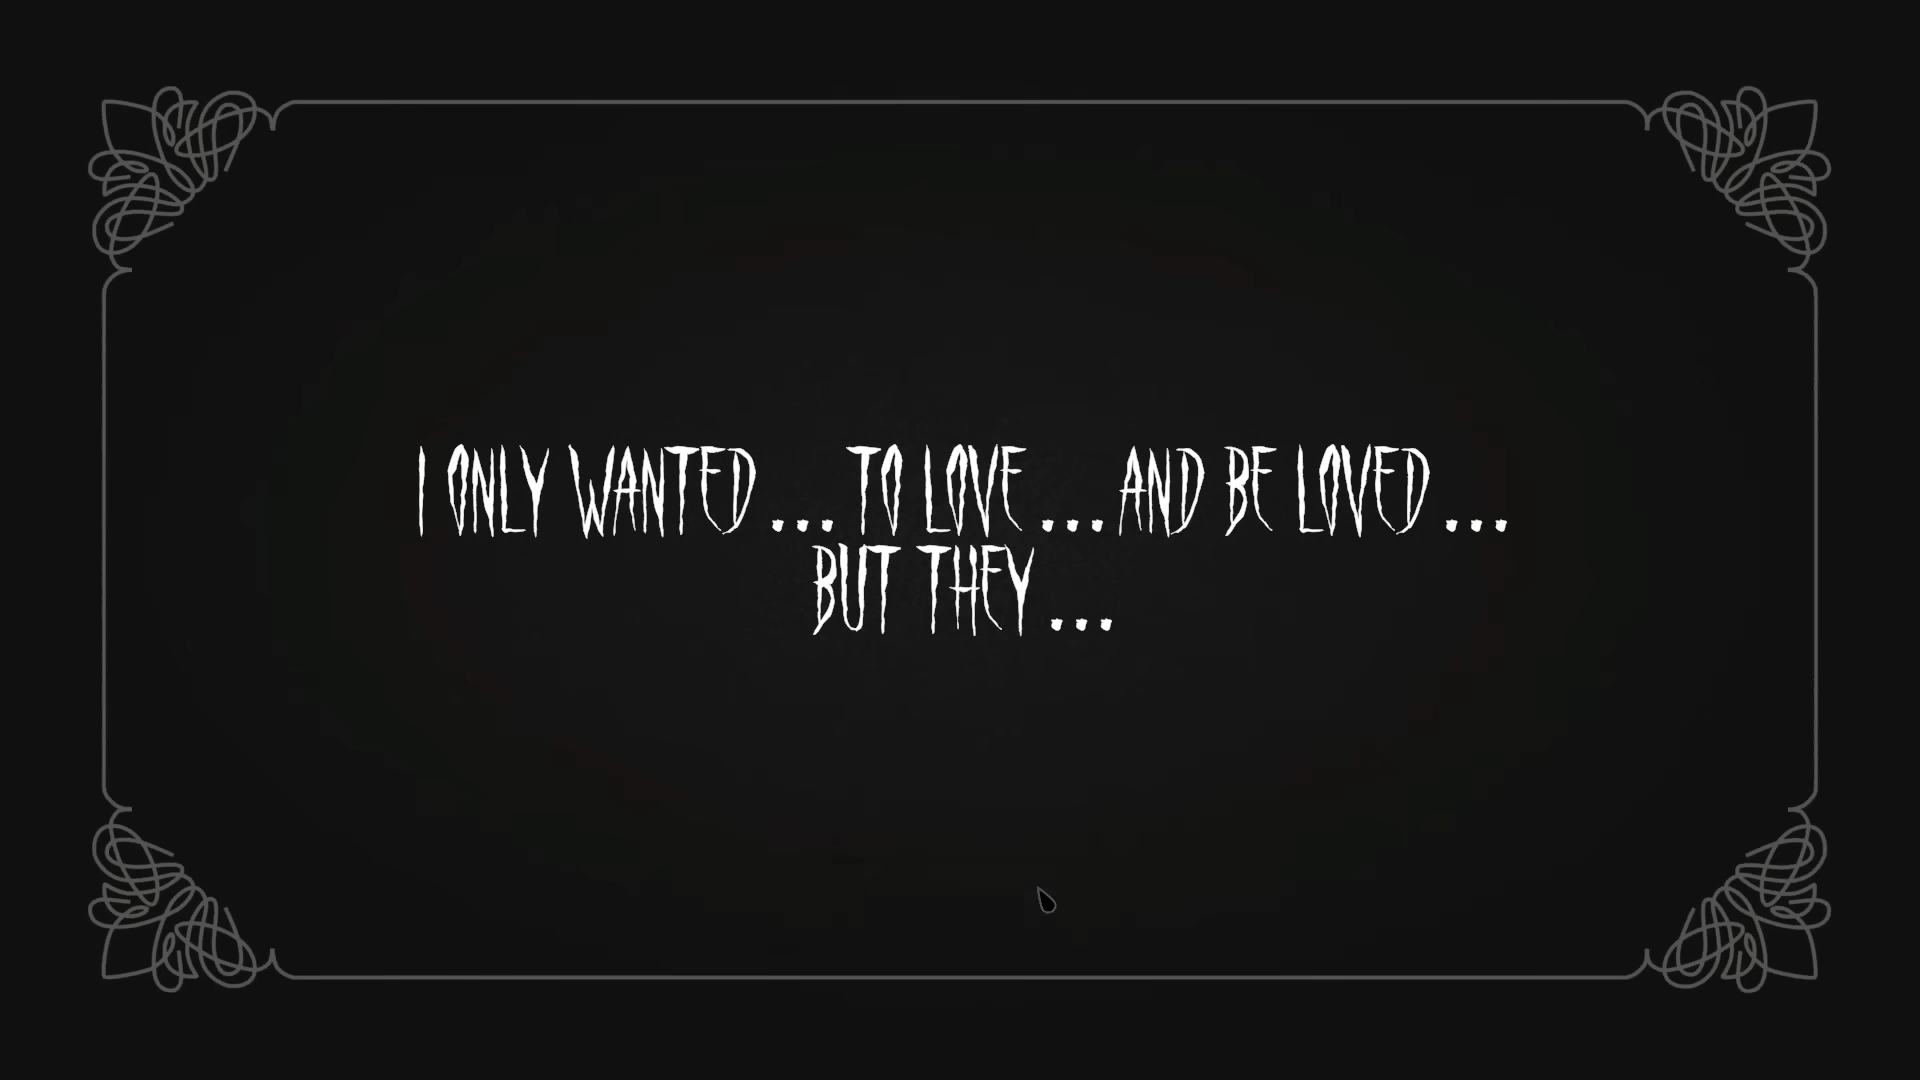 I ONLY WANTED ... TO LOVE ... AND BE LOVED ...
BUT THEY ...